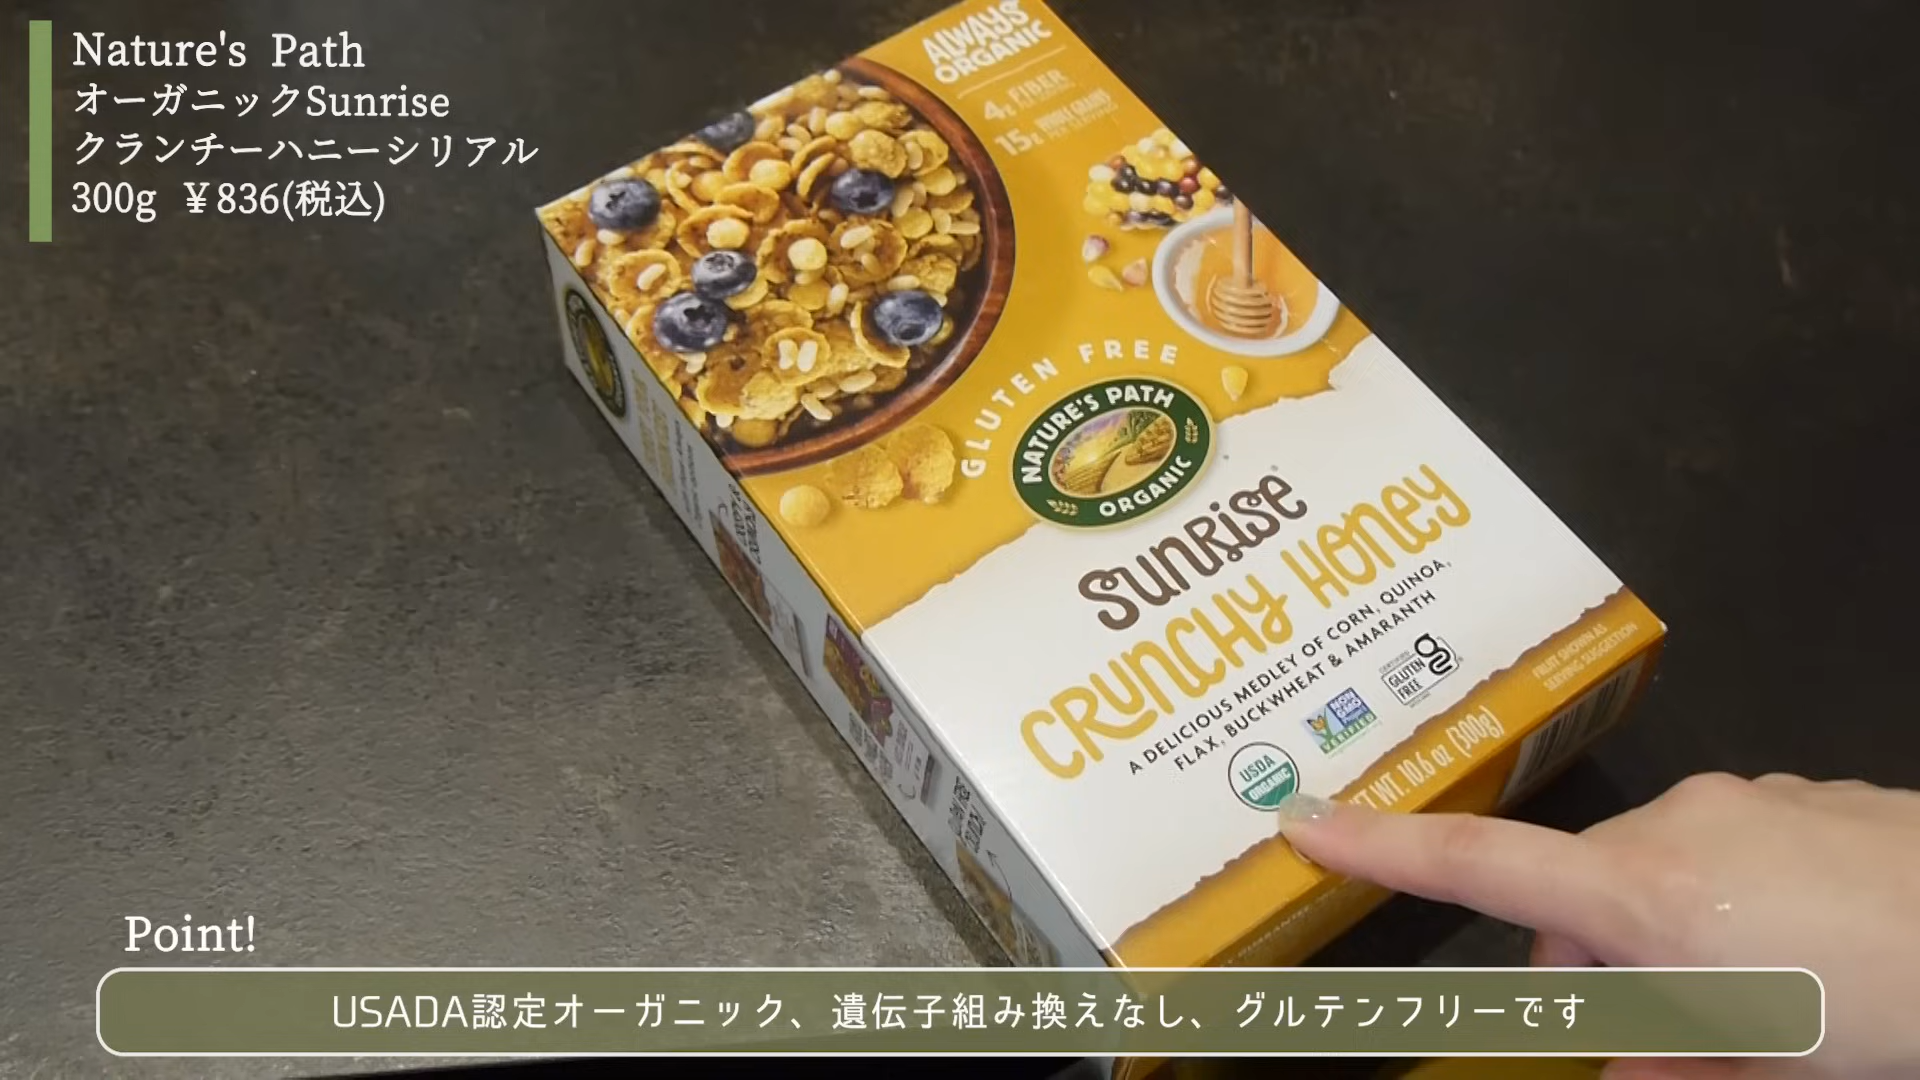 Nature's Path
オーガニックSunrise
クランチーハニーシリアル
300g ¥836(税込)
ALWAYS
ORGANIC
4g FIBER
PER SERVING
15g WHOLE GRAINS
PER SERVING
GLUTEN FREE
NATURE'S PATH
ORGANIC
SUNRISE
CRUNCHY HONEY
A DELICIOUS MEDLEY OF CORN, QUINOA,
FLAX, BUCKWHEAT & AMARANTH
CERTIFIED
GLUTEN
FREE
NON
GMO
Project
VERIFIED
USDA
ORGANIC
FRUIT SHOWN AS
SERVING SUGGESTION
WT. 10.6 oz (300g)
Point!
USADA認定オーガニック、遺伝子組み換えなし、グルテンフリーです